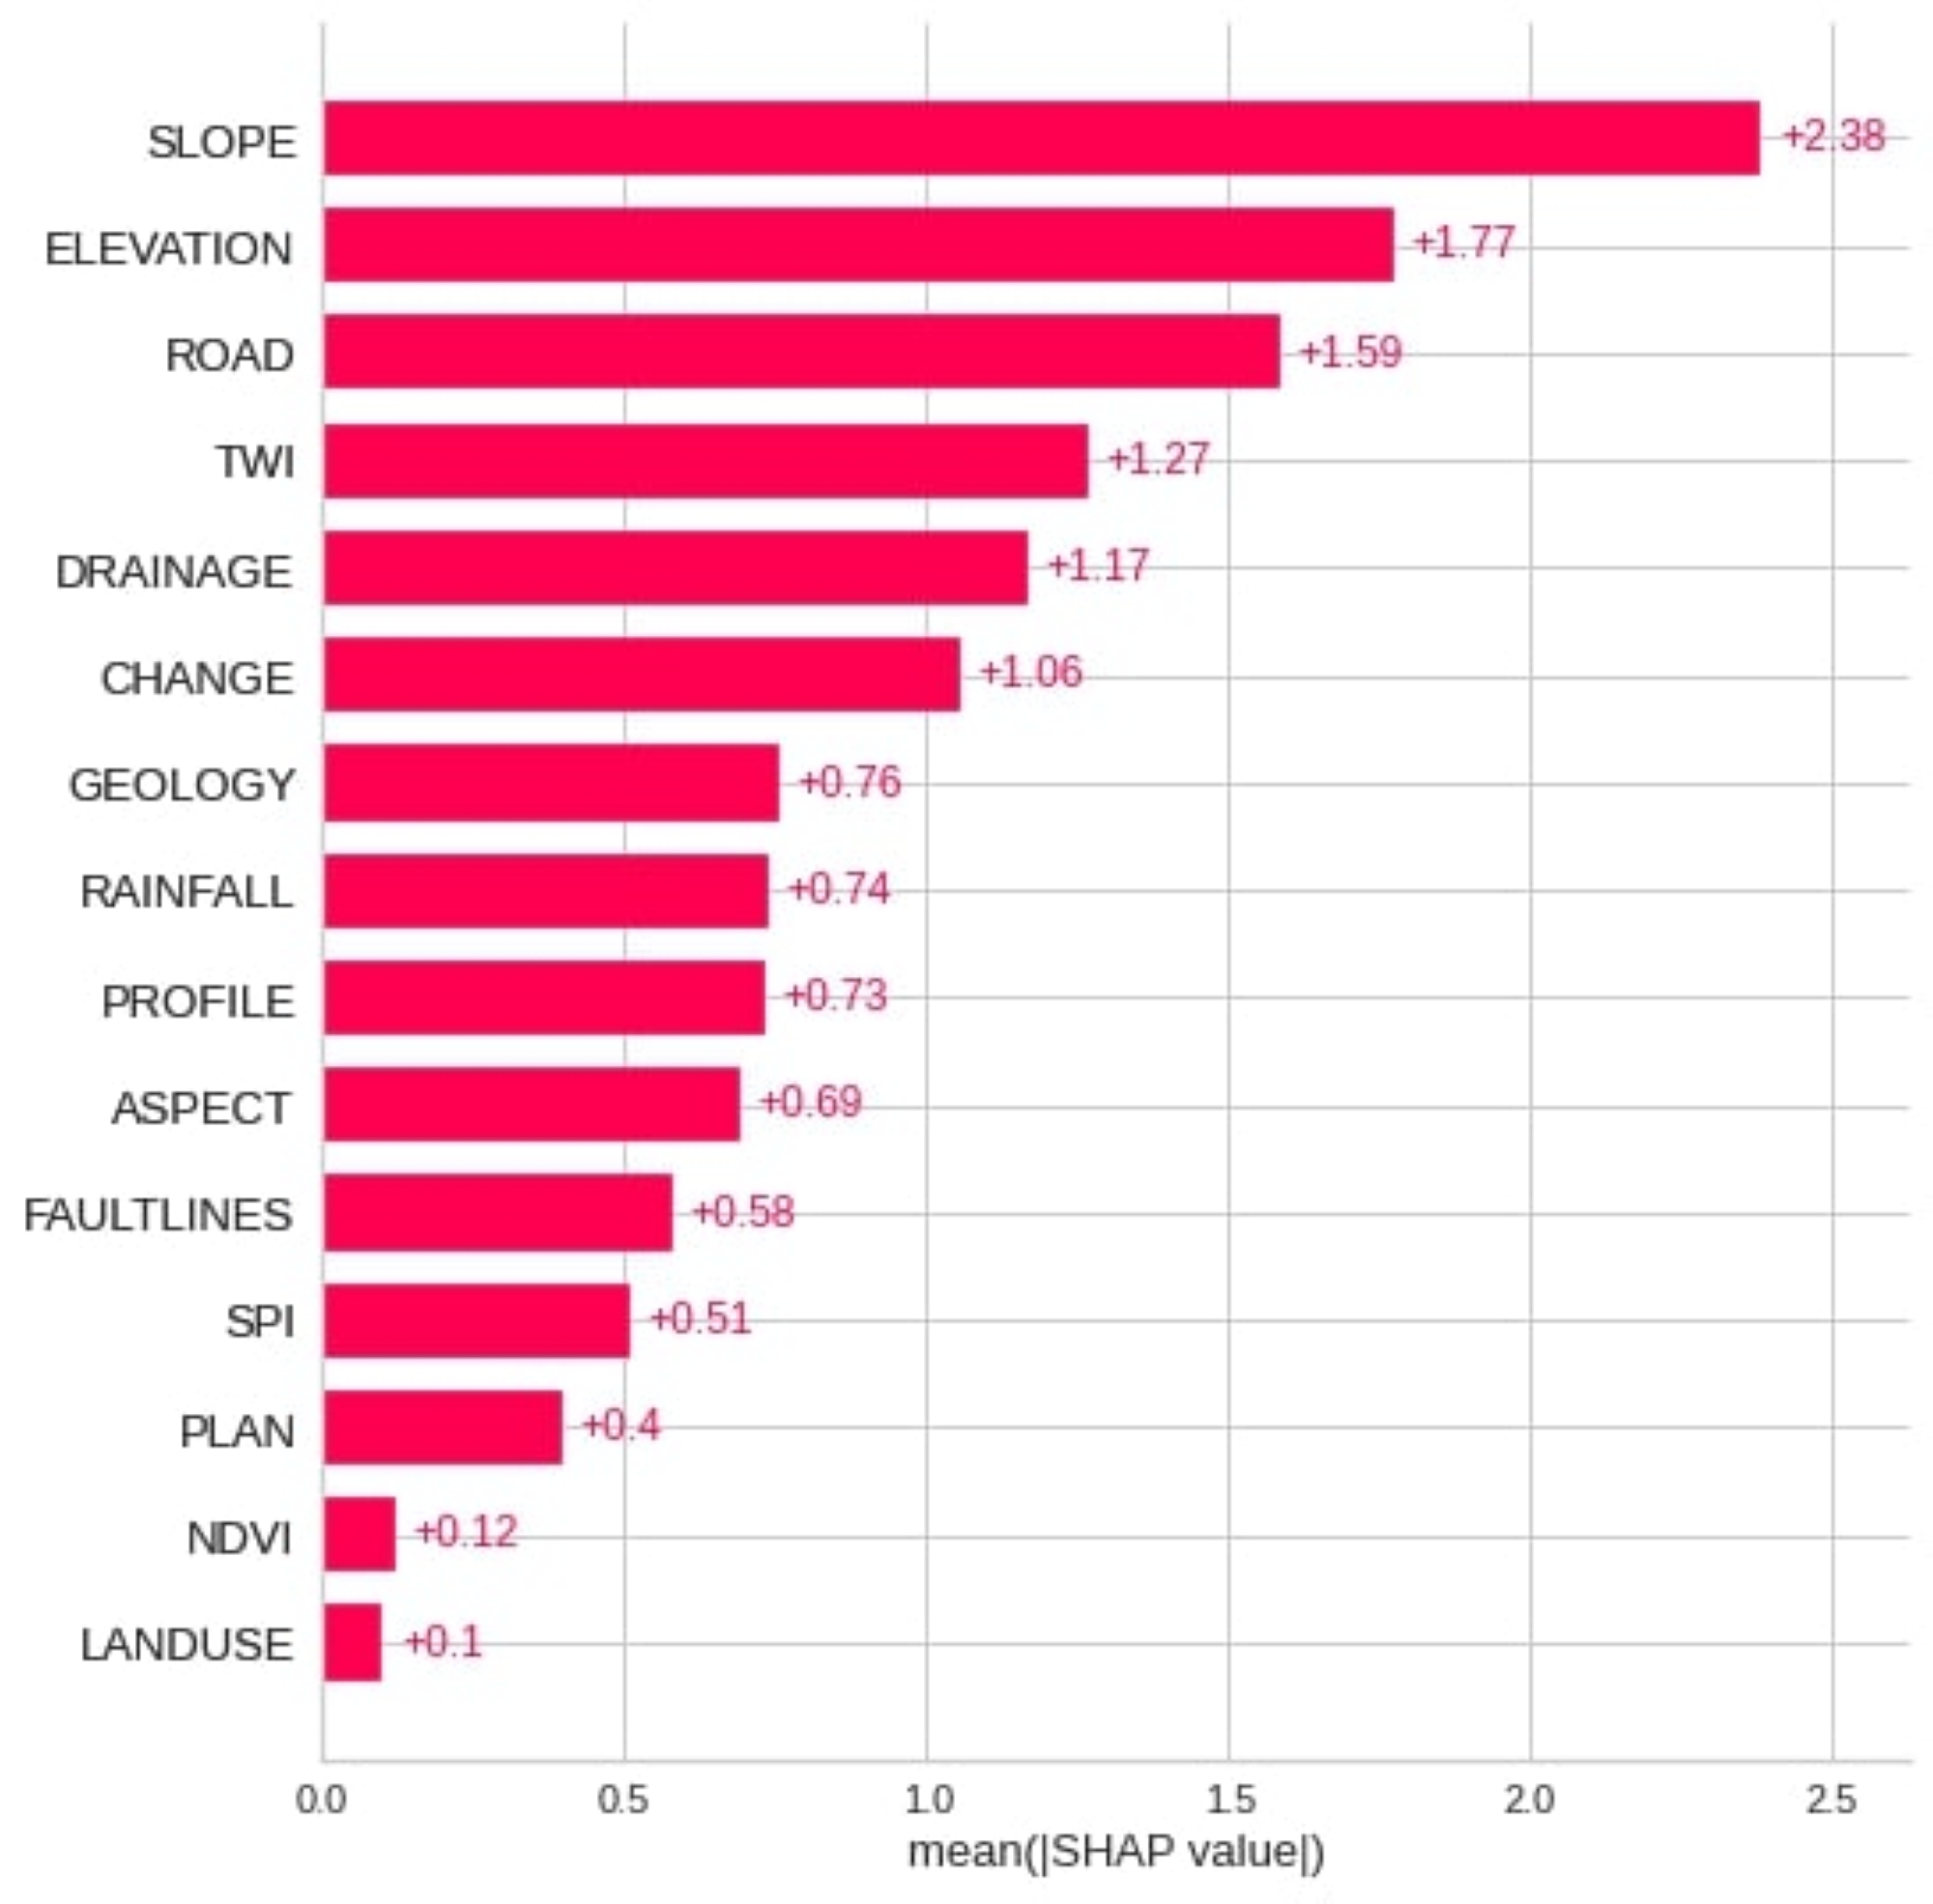 SLOPE +2.38
ELEVATION +1.77
ROAD +1.59
TWI +1.27
DRAINAGE +1.17
CHANGE +1.06
GEOLOGY +0.76
RAINFALL +0.74
PROFILE +0.73
ASPECT +0.69
FAULTLINES +0.58
SPI +0.51
PLAN +0.4
NDVI +0.12
LANDUSE +0.1
0.0 0.5 1.0 1.5 2.0 2.5
mean(|SHAP value|)